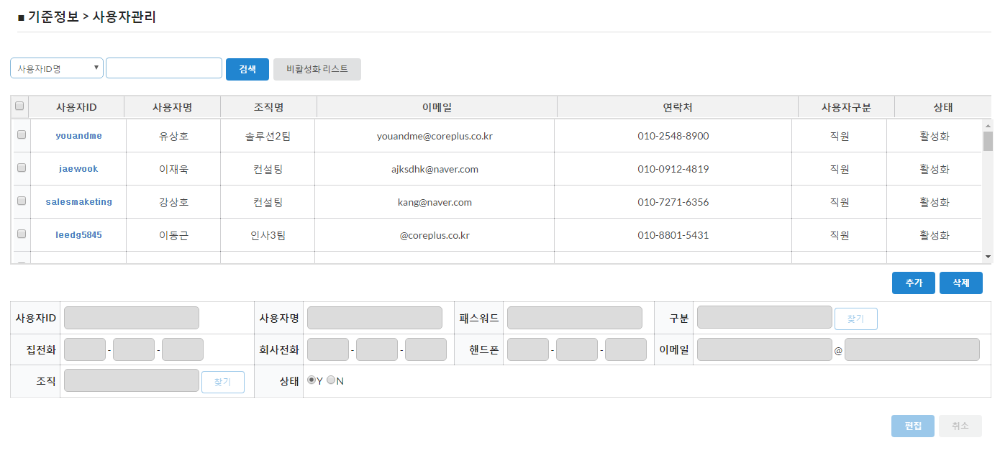 ■ 기준정보 > 사용자관리
사용자ID명 검색 비활성화 리스트
사용자ID 사용자명 조직명 이메일 연락처 사용자구분 상태
youandme 유상호 솔루션2팀 youandme@coreplus.co.kr 010-2548-8900 직원 활성화
jaewook 이재욱 컨설팅 ajksdhk@naver.com 010-0912-4819 직원 활성화
salesmaketing 강상호 컨설팅 kang@naver.com 010-7271-6356 직원 활성화
leedg5845 이동근 인사3팀 @coreplus.co.kr 010-8801-5431 직원 활성화
추가 삭제
사용자ID 사용자명 패스워드 구분 찾기
집전화 - - 회사전화 - - 핸드폰 - - 이메일 @
조직 찾기 상태 Y N
편집 취소